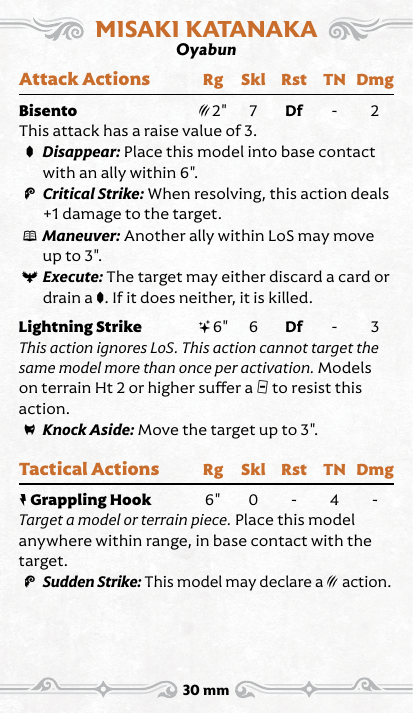 MISAKI KATANAKA
Oyabun
Attack Actions Rg Skl Rst TN Dmg
Bisento 2" 7 Df - 2
This attack has a raise value of 3.
Disappear: Place this model into base contact
with an ally within 6".
Critical Strike: When resolving, this action deals
+1 damage to the target.
Maneuver: Another ally within LoS may move
up to 3".
Execute: The target may either discard a card or
drain a . If it does neither, it is killed.
Lightning Strike 6" 6 Df - 3
This action ignores LoS. This action cannot target the
same model more than once per activation. Models
on terrain Ht 2 or higher suffer a to resist this
action.
Knock Aside: Move the target up to 3".
Tactical Actions Rg Skl Rst TN Dmg
Grappling Hook 6" 0 - 4 -
Target a model or terrain piece. Place this model
anywhere within range, in base contact with the
target.
Sudden Strike: This model may declare a action.
30 mm